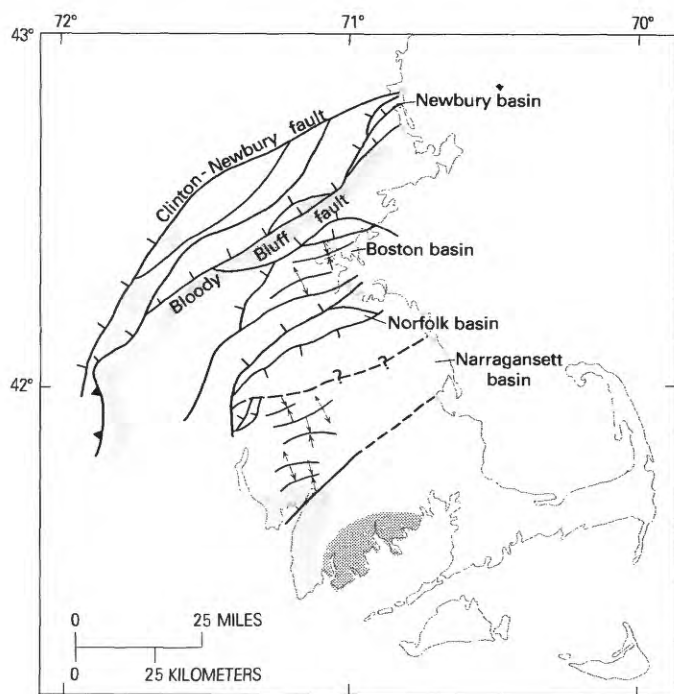 72°
71°
70°
43°
Newbury basin
Clinton-Newbury fault
Bloody Bluff fault
Boston basin
Norfolk basin
Narragansett
basin
42°
?
?
0 25 MILES
0 25 KILOMETERS